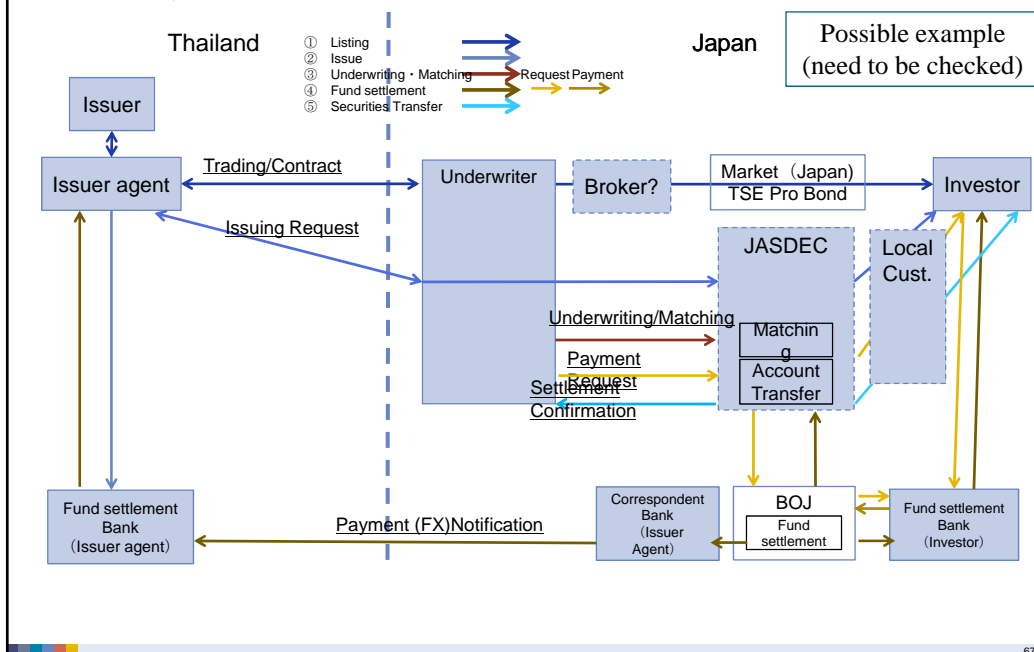 Thailand
Japan
Possible example
(need to be checked)
① Listing
② Issue
③ Underwriting・Matching
④ Fund settlement
⑤ Securities Transfer
Request Payment
Issuer
Issuer agent
Trading/Contract
Issuing Request
Underwriter
Broker?
Market（Japan）
TSE Pro Bond
Investor
JASDEC
Local
Cust.
Underwriting/Matching
Matchin
g
Payment
Request
Account
Transfer
Settlement
Confirmation
Fund settlement
Bank
（Issuer agent）
Payment (FX)Notification
Correspondent
Bank
（Issuer
Agent）
BOJ
Fund
settlement
Fund settlement
Bank
（Investor）